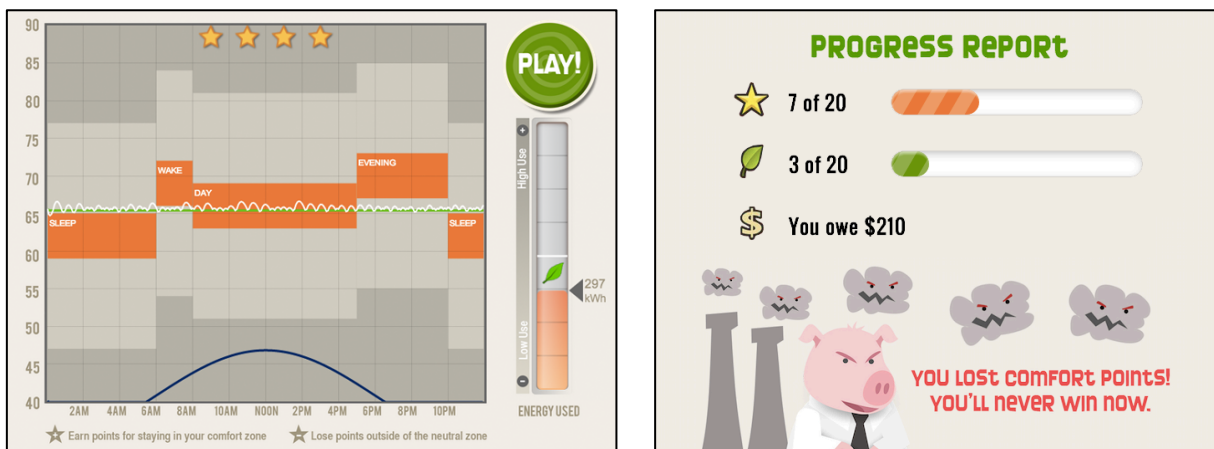 90
85
80
75
70
65
60
55
50
45
40
SLEEP
WAKE
DAY
EVENING
SLEEP
2AM 4AM 6AM 8AM 10AM NOON 2PM 4PM 6PM 8PM 10PM
Earn points for staying in your comfort zone
Lose points outside of the neutral zone
PLAY!
High Use
Low Use
297
kWh
ENERGY USED
PROGRESS REPORT
7 of 20
3 of 20
$ You owe $210
YOU LOST COMFORT POINTS!
YOU'LL NEVER WIN NOW.